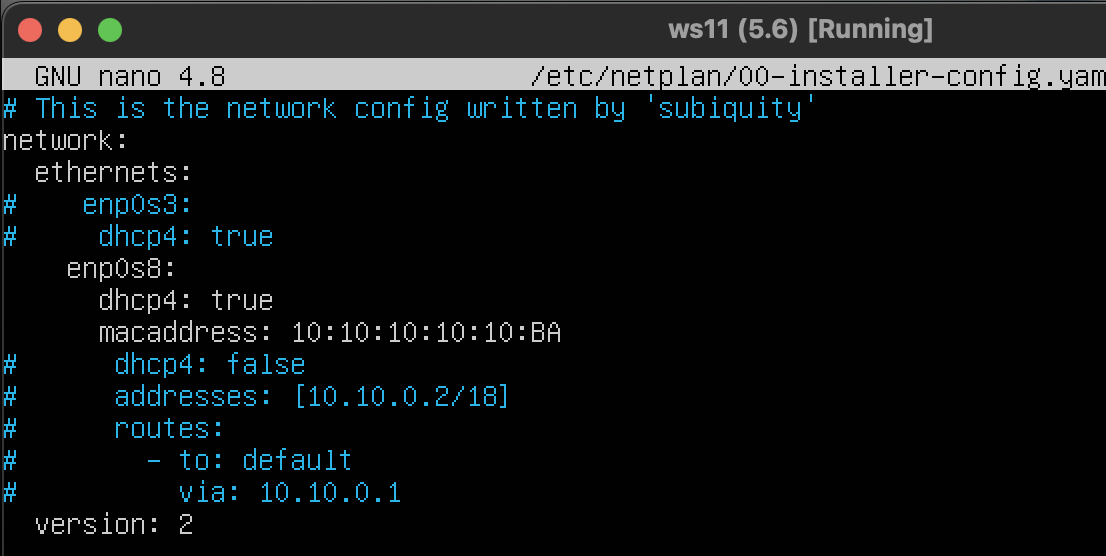 ws11 (5.6) [Running]
GNU nano 4.8 /etc/netplan/00-installer-config.yam
# This is the network config written by 'subiquity'
network:
  ethernets:
#    enp0s3:
#     dhcp4: true
    enp0s8:
      dhcp4: true
      macaddress: 10:10:10:10:10:BA
#      dhcp4: false
#      addresses: [10.10.0.2/18]
#      routes:
#        - to: default
#          via: 10.10.0.1
  version: 2